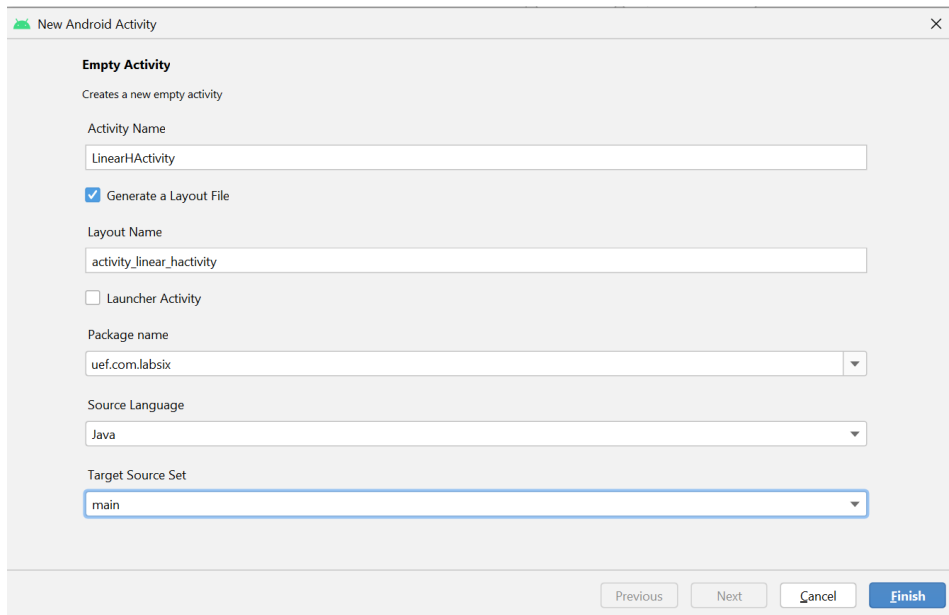 New Android Activity
Empty Activity
Creates a new empty activity
Activity Name
LinearHActivity
Generate a Layout File
Layout Name
activity_linear_hactivity
Launcher Activity
Package name
uef.com.labsix
Source Language
Java
Target Source Set
main
Previous Next Cancel Finish